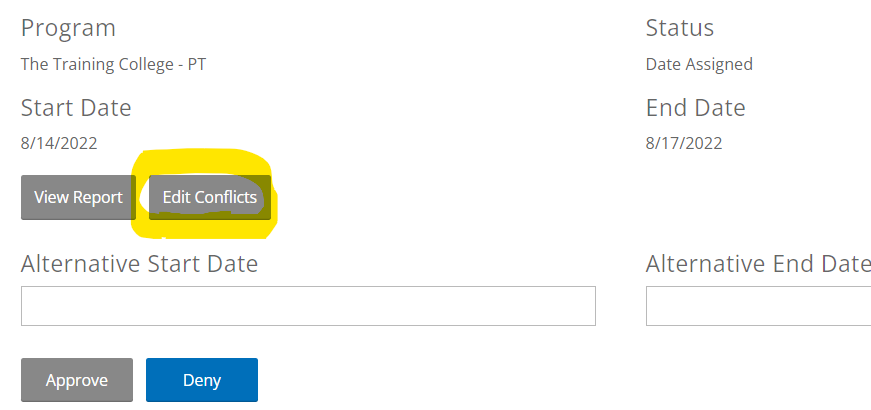 Program
Status
The Training College - PT
Date Assigned
Start Date
End Date
8/14/2022
8/17/2022
View Report
Edit Conflicts
Alternative Start Date
Alternative End Date
Approve
Deny